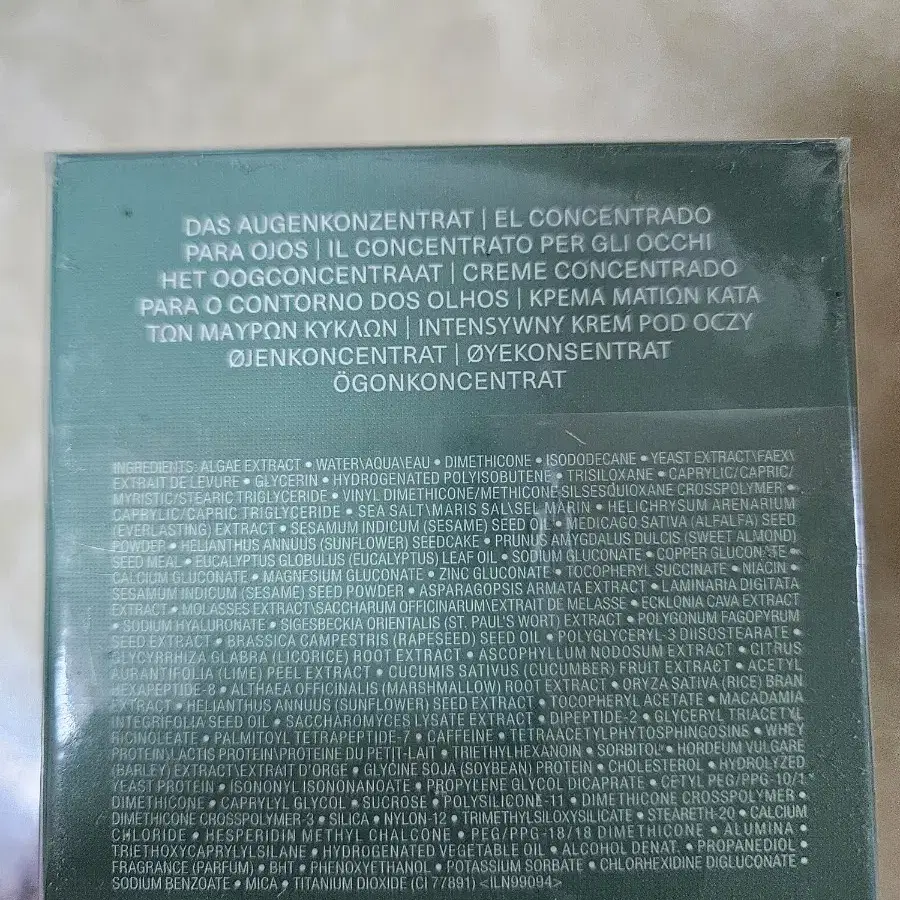 DAS AUGENKONZENTRAT | EL CONCENTRADO
PARA OJOS | IL CONCENTRATO PER GLI OCCHI
HET OOGCONCENTRAAT | CREME CONCENTRADO
PARA O CONTORNO DOS OLHOS | ΚΡΕΜΑ ΜΑΤΙΩΝ ΚΑΤΑ
ΤΩΝ ΜΑΥΡΩΝ ΚΥΚΛΩΝ | INTENSYWNY KREM POD OCZY
ØJENKONCENTRAT | ØYEKONSENTRAT
ÖGONKONCENTRAT
INGREDIENTS: ALGAE EXTRACT • WATER\AQUA\EAU • DIMETHICONE • ISODODECANE • YEAST EXTRACT\FAEX\
EXTRAIT DE LEVURE • GLYCERIN • HYDROGENATED POLYISOBUTENE • TRISILOXANE • CAPRYLIC/CAPRIC/
MYRISTIC/STEARIC TRIGLYCERIDE • VINYL DIMETHICONE/METHICONE SILSESQUIOXANE CROSSPOLYMER •
CAPRYLIC/CAPRIC TRIGLYCERIDE • SEA SALT\MARIS SAL\SEL MARIN • HELICHRYSUM ARENARIUM
(EVERLASTING) EXTRACT • SESAMUM INDICUM (SESAME) SEED OIL • MEDICAGO SATIVA (ALFALFA) SEED
POWDER • HELIANTHUS ANNUUS (SUNFLOWER) SEEDCAKE • PRUNUS AMYGDALUS DULCIS (SWEET ALMOND)
SEED MEAL • EUCALYPTUS GLOBULUS (EUCALYPTUS) LEAF OIL • SODIUM GLUCONATE • COPPER GLUCONATE •
CALCIUM GLUCONATE • MAGNESIUM GLUCONATE • ZINC GLUCONATE • TOCOPHERYL SUCCINATE • NIACIN •
SESAMUM INDICUM (SESAME) SEED POWDER • ASPARAGOPSIS ARMATA EXTRACT • LAMINARIA DIGITATA
EXTRACT • MOLASSES EXTRACT\SACCHARUM OFFICINARUM\EXTRAIT DE MELASSE • ECKLONIA CAVA EXTRACT
• SODIUM HYALURONATE • SIGESBECKIA ORIENTALIS (ST. PAUL'S WORT) EXTRACT • POLYGONUM FAGOPYRUM
SEED EXTRACT • BRASSICA CAMPESTRIS (RAPESEED) SEED OIL • POLYGLYCERYL-3 DIISOSTEARATE •
GLYCYRRHIZA GLABRA (LICORICE) ROOT EXTRACT • ASCOPHYLLUM NODOSUM EXTRACT • CITRUS
AURANTIFOLIA (LIME) PEEL EXTRACT • CUCUMIS SATIVUS (CUCUMBER) FRUIT EXTRACT • ACETYL
HEXAPEPTIDE-8 • ALTHAEA OFFICINALIS (MARSHMALLOW) ROOT EXTRACT • ORYZA SATIVA (RICE) BRAN
EXTRACT • HELIANTHUS ANNUUS (SUNFLOWER) SEED EXTRACT • TOCOPHERYL ACETATE • MACADAMIA
INTEGRIFOLIA SEED OIL • SACCHAROMYCES LYSATE EXTRACT • DIPEPTIDE-2 • GLYCERYL TRIACETYL
RICINOLEATE • PALMITOYL TETRAPEPTIDE-7 • CAFFEINE • TETRAACETYLPHYTOSPHINGOSINE • WHEY
PROTEIN\LACTIS PROTEIN\PROTEINE DU PETIT-LAIT • TRIETHYLHEXANOIN • SORBITOL • HORDEUM VULGARE
(BARLEY) EXTRACT\EXTRAIT D'ORGE • GLYCINE SOJA (SOYBEAN) PROTEIN • CHOLESTEROL • HYDROLYZED
YEAST PROTEIN • ISONONYL ISONONANOATE • PROPYLENE GLYCOL DICAPRATE • CETYL PEG/PPG-10/1
DIMETHICONE • CAPRYLYL GLYCOL • SUCROSE • POLYSILICONE-11 • DIMETHICONE CROSSPOLYMER •
DIMETHICONE CROSSPOLYMER-3 • SILICA • NYLON-12 • TRIMETHYLSILOXYSILICATE • STEARETH-20 • CALCIUM
CHLORIDE • HESPERIDIN METHYL CHALCONE • PEG/PPG-18/18 DIMETHICONE • ALUMINA •
TRIETHOXYCAPRYLYLSILANE • HYDROGENATED VEGETABLE OIL • ALCOHOL DENAT. • PROPANEDIOL •
FRAGRANCE (PARFUM) • BHT • PHENOXYETHANOL • POTASSIUM SORBATE • CHLORHEXIDINE DIGLUCONATE •
SODIUM BENZOATE • MICA • TITANIUM DIOXIDE (CI 77891) <ILN99094>